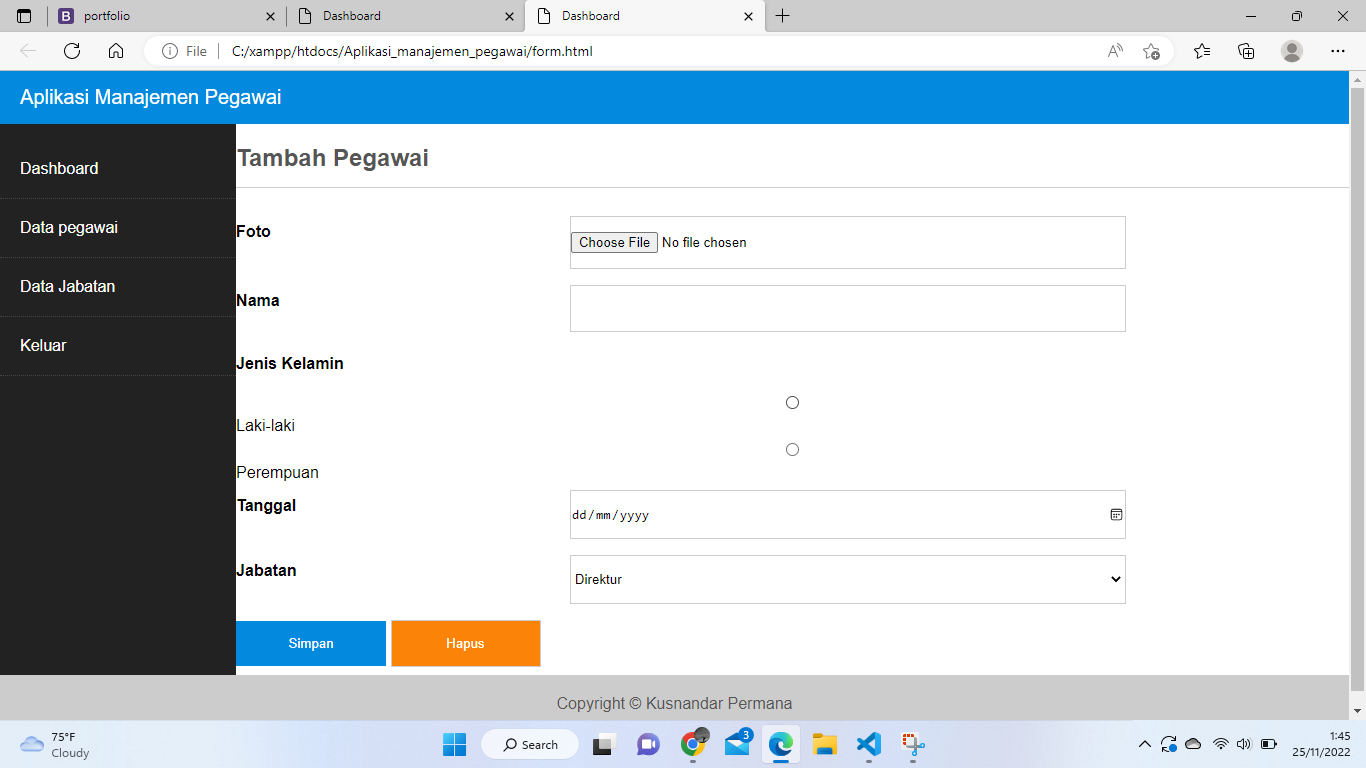 portfolio
Dashboard
Dashboard
File
C:/xampp/htdocs/Aplikasi_manajemen_pegawai/form.html
Aplikasi Manajemen Pegawai
Dashboard
Data pegawai
Data Jabatan
Keluar
Tambah Pegawai
Foto
Choose File No file chosen
Nama
Jenis Kelamin
Laki-laki
Perempuan
Tanggal
dd/mm/yyyy
Jabatan
Direktur
Simpan
Hapus
Copyright © Kusnandar Permana
75°F
Cloudy
Search
3
1:45
25/11/2022